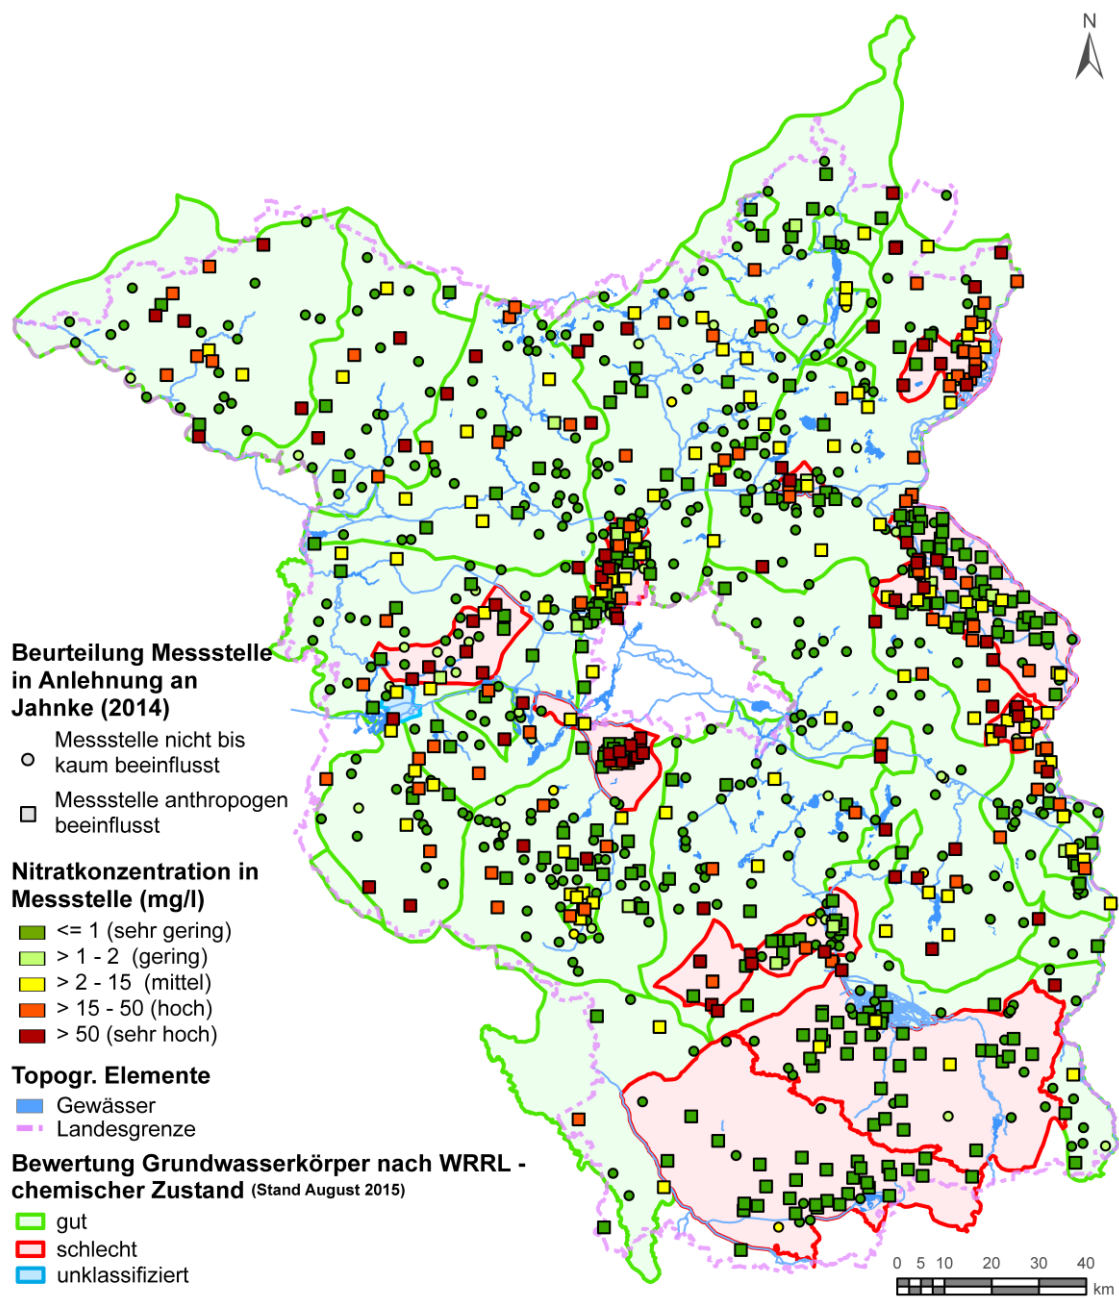 N
Beurteilung Messstelle
in Anlehnung an
Jahnke (2014)
Messstelle nicht bis
kaum beeinflusst
Messstelle anthropogen
beeinflusst
Nitratkonzentration in
Messstelle (mg/l)
<= 1 (sehr gering)
> 1 - 2 (gering)
> 2 - 15 (mittel)
> 15 - 50 (hoch)
> 50 (sehr hoch)
Topogr. Elemente
Gewässer
Landesgrenze
Bewertung Grundwasserkörper nach WRRL -
chemischer Zustand (Stand August 2015)
gut
schlecht
unklassifiziert
0 5 10 20 30 40
km